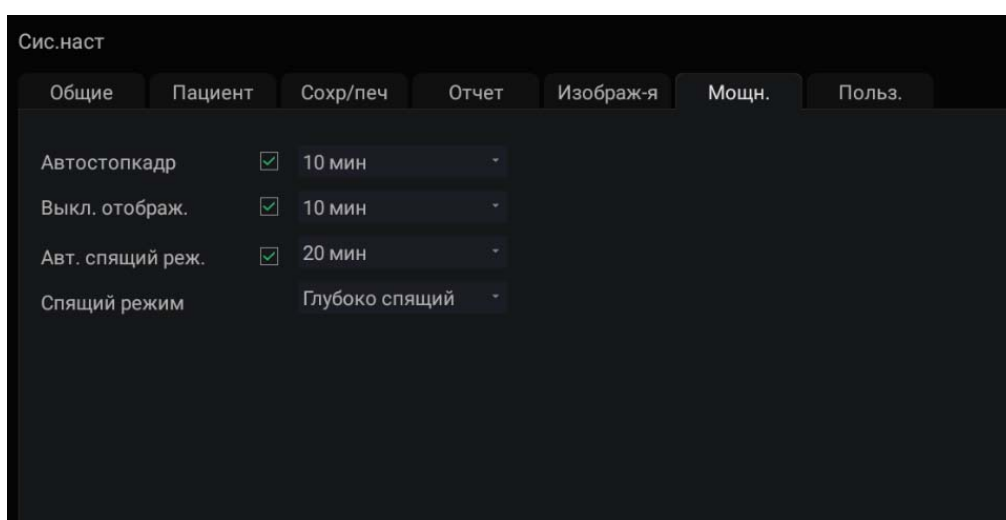 Сис.наст
Общие Пациент Сохр/печ Отчет Изображ-я Мощн. Польз.
Автостопкадр 10 мин
Выкл. отображ. 10 мин
Авт. спящий реж. 20 мин
Спящий режим Глубоко спящий